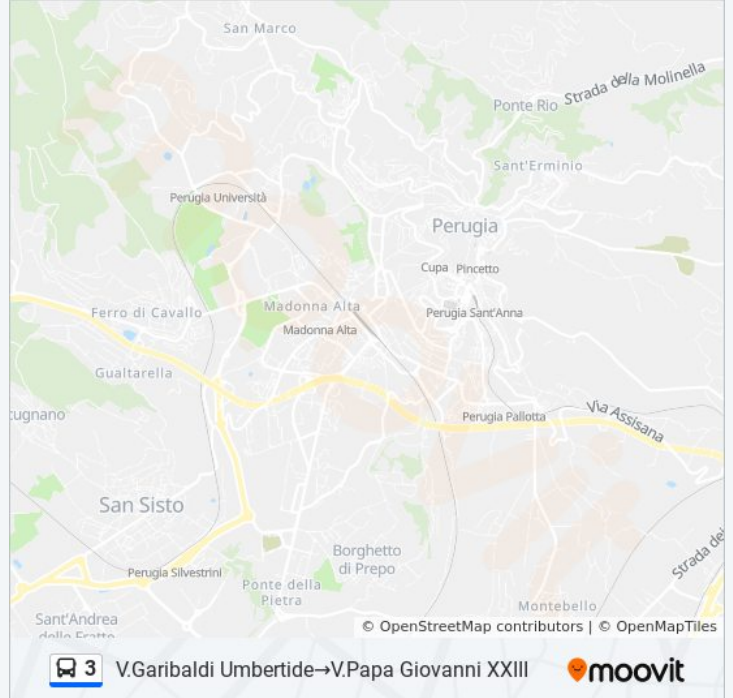 San Marco
Strada della Molinella
Ponte Rio
Sant'Erminio
Perugia Università
Perugia
Cupa
Pincetto
Ferro di Cavallo
Madonna Alta
Perugia Sant'Anna
Madonna Alta
Gualtarella
Via Assisana
cugnano
Perugia Pallotta
San Sisto
Strada dei
Borghetto
di Prepo
Perugia Silvestrini
Ponte della
Pietra
Montebello
Sant'Andrea
delle Fratte
© OpenStreetMap contributors | © OpenMapTiles
3 V.Garibaldi Umbertide→V.Papa Giovanni XXIII
moovit